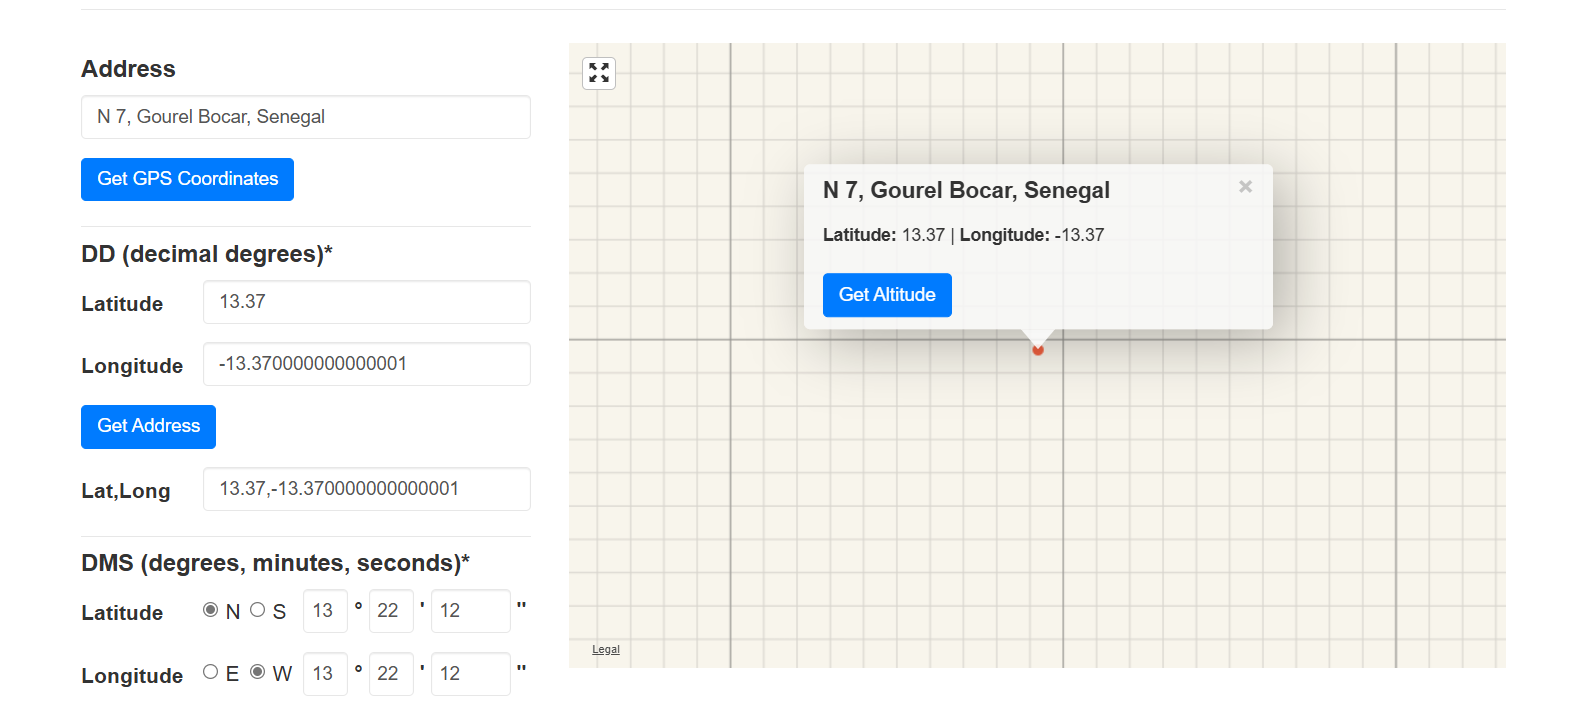 Address
N 7, Gourel Bocar, Senegal
Get GPS Coordinates
DD (decimal degrees)*
Latitude 13.37
Longitude -13.370000000000001
Get Address
Lat,Long 13.37,-13.370000000000001
DMS (degrees, minutes, seconds)*
Latitude N S 13 ° 22 ' 12 "
Longitude E W 13 ° 22 ' 12 "
N 7, Gourel Bocar, Senegal ×
Latitude: 13.37 | Longitude: -13.37
Get Altitude
Legal